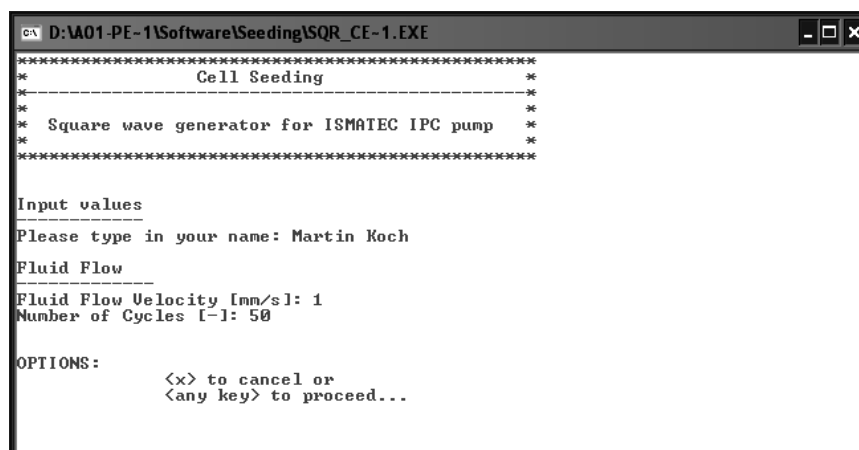 D:\A01-PE~1\Software\Seeding\SQR_CE~1.EXE
*************************************************
* Cell Seeding *
*-----------------------------------------------*
* *
* Square wave generator for ISMATEC IPC pump *
* *
*************************************************
Input values
------------
Please type in your name: Martin Koch
Fluid Flow
-------------
Fluid Flow Velocity [mm/s]: 1
Number of Cycles [-]: 50
OPTIONS:
<x> to cancel or
<any key> to proceed...